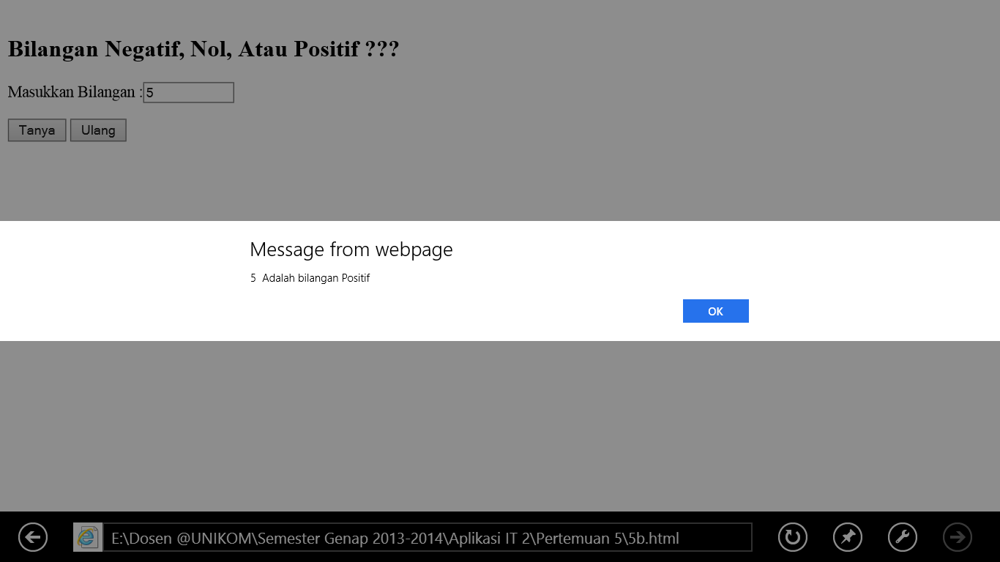 Bilangan Negatif, Nol, Atau Positif ???
Masukkan Bilangan : 5
Tanya Ulang
Message from webpage
5  Adalah bilangan Positif
OK
E:\Dosen @UNIKOM\Semester Genap 2013-2014\Aplikasi IT 2\Pertemuan 5\5b.html